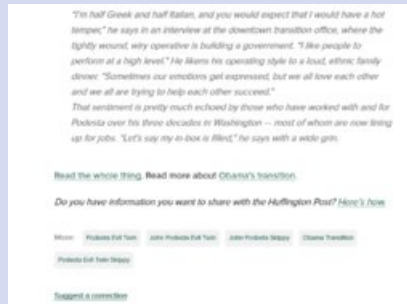 "I'm half Greek and half Italian, and you would expect that I would have a hot
temper," he says in an interview at the downtown transition office, where the
tightly wound, wiry operative is building a government. "I like people to
perform at a high level." He likens his operating style to a loud, ethnic family
dinner. "Sometimes our emotions get expressed, but we all love each other
and we all are trying to help each other succeed."
That sentiment is pretty much echoed by those who have worked with and for
Podesta over his three decades in Washington -- most of whom are now lining
up for jobs. "Let's say my in-box is filled," he says with a wide grin.
Read the whole thing. Read more about Obama's transition.
Do you have information you want to share with the Huffington Post? Here's how.
More: Podesta Evil Twin John Podesta Evil Twin John Podesta Skippy Obama Transition
Podesta Evil Twin Skippy
Suggest a correction